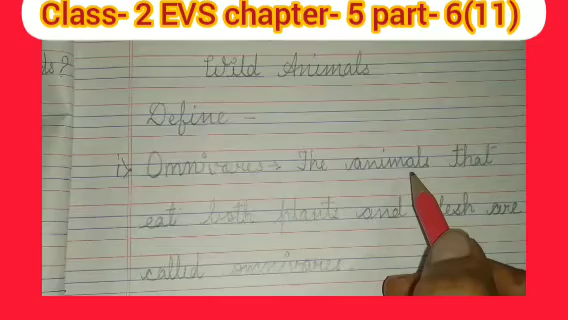 Class- 2 EVS chapter- 5 part- 6(11)
Wild Animals
Define -
i) Omnivores:- The animals that
eat both plants and flesh are
called omnivores.